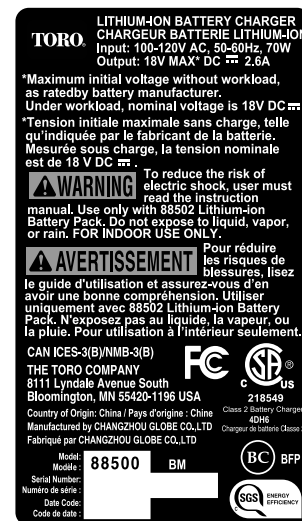 TORO®
LITHIUM-ION BATTERY CHARGER
CHARGEUR BATTERIE LITHIUM-ION
Input: 100-120V AC, 50-60Hz, 70W
Output: 18V MAX* DC ⎓ 2.6A
*Maximum initial voltage without workload,
as ratedby battery manufacturer.
Under workload, nominal voltage is 18V DC⎓
*Tension initiale maximale sans charge, telle
qu'indiquée par le fabricant de la batterie.
Mesurée sous charge, la tension nominale
est de 18 V DC ⎓ .
WARNING To reduce the risk of
electric shock, user must
read the instruction
manual. Use only with 88502 Lithium-ion
Battery Pack. Do not expose to liquid, vapor,
or rain. FOR INDOOR USE ONLY.
AVERTISSEMENT Pour réduire
les risques de
blessures, lisez
le guide d'utilisation et assurez-vous d'en
avoir une bonne compréhension. Utiliser
uniquement avec 88502 Lithium-ion Battery
Pack. N'exposez pas au liquide, la vapeur, ou
la pluie. Pour utilisation à l'intérieur seulement.
CAN ICES-3(B)/NMB-3(B)
THE TORO COMPANY
8111 Lyndale Avenue South
Bloomington, MN 55420-1196 USA
Country of Origin: China / Pays d'origine : Chine
Manufactured by CHANGZHOU GLOBE CO.,LTD
Fabriqué par CHANGZHOU GLOBE CO.,LTD
FC
C SA US
®
218549
Class 2 Battery Charger
4DH6
Chargeur de batterie Classe 2
Model:
Modèle :
88500 BM
Serial Number:
Numéro de série :
Date Code:
Code de date :
BC BFP
SGS ENERGY
EFFICIENCY